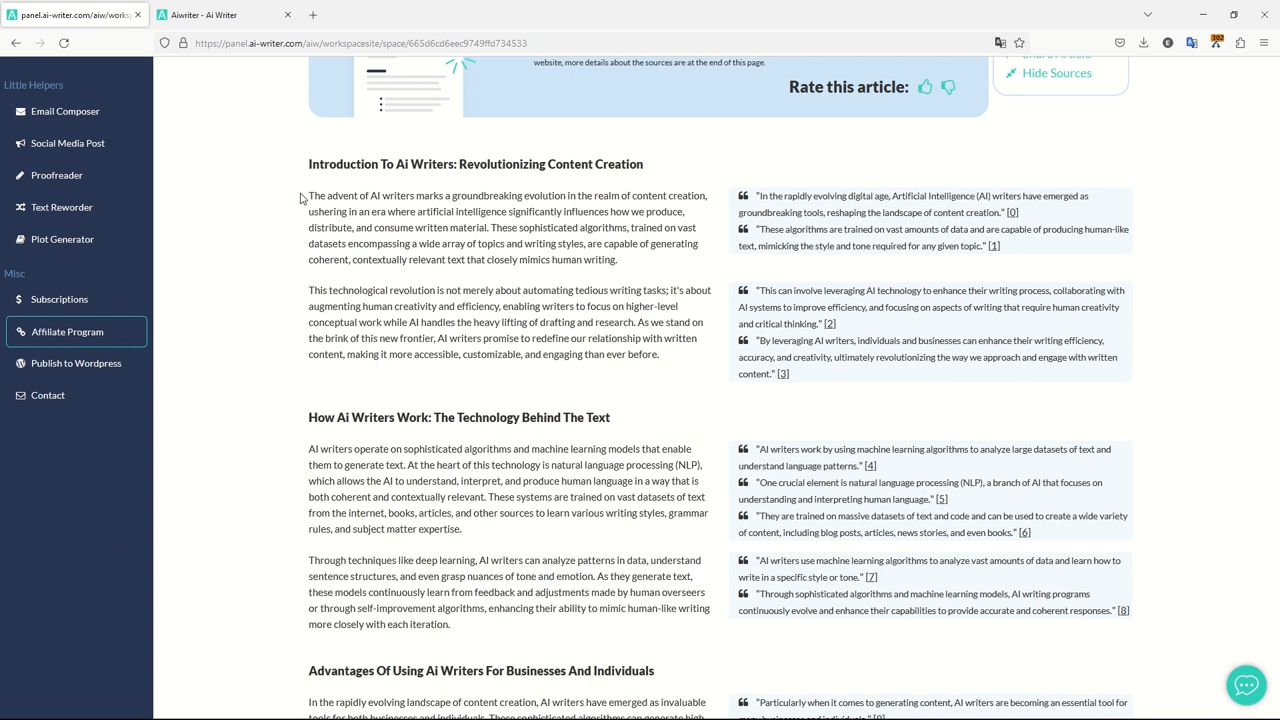 panel.ai-writer.com/aiw/works
Aiwriter - Ai Writer
https://panel.ai-writer.com/aiw/workspacesite/space/665d6cd6eec9749ffd734533
302
Little Helpers
Email Composer
Social Media Post
Proofreader
Text Reworder
Plot Generator
Misc
Subscriptions
Affiliate Program
Publish to Wordpress
Contact
website, more details about the sources are at the end of this page.
Rate this article:
Hide Sources
Introduction To Ai Writers: Revolutionizing Content Creation
The advent of AI writers marks a groundbreaking evolution in the realm of content creation,
ushering in an era where artificial intelligence significantly influences how we produce,
distribute, and consume written material. These sophisticated algorithms, trained on vast
datasets encompassing a wide array of topics and writing styles, are capable of generating
coherent, contextually relevant text that closely mimics human writing.
"In the rapidly evolving digital age, Artificial Intelligence (AI) writers have emerged as
groundbreaking tools, reshaping the landscape of content creation." [0]
"These algorithms are trained on vast amounts of data and are capable of producing human-like
text, mimicking the style and tone required for any given topic." [1]
This technological revolution is not merely about automating tedious writing tasks; it's about
augmenting human creativity and efficiency, enabling writers to focus on higher-level
conceptual work while AI handles the heavy lifting of drafting and research. As we stand on
the brink of this new frontier, AI writers promise to redefine our relationship with written
content, making it more accessible, customizable, and engaging than ever before.
"This can involve leveraging AI technology to enhance their writing process, collaborating with
AI systems to improve efficiency, and focusing on aspects of writing that require human creativity
and critical thinking." [2]
"By leveraging AI writers, individuals and businesses can enhance their writing efficiency,
accuracy, and creativity, ultimately revolutionizing the way we approach and engage with written
content." [3]
How Ai Writers Work: The Technology Behind The Text
AI writers operate on sophisticated algorithms and machine learning models that enable
them to generate text. At the heart of this technology is natural language processing (NLP),
which allows the AI to understand, interpret, and produce human language in a way that is
both coherent and contextually relevant. These systems are trained on vast datasets of text
from the internet, books, articles, and other sources to learn various writing styles, grammar
rules, and subject matter expertise.
"AI writers work by using machine learning algorithms to analyze large datasets of text and
understand language patterns." [4]
"One crucial element is natural language processing (NLP), a branch of AI that focuses on
understanding and interpreting human language." [5]
"They are trained on massive datasets of text and code and can be used to create a wide variety
of content, including blog posts, articles, news stories, and even books." [6]
Through techniques like deep learning, AI writers can analyze patterns in data, understand
sentence structures, and even grasp nuances of tone and emotion. As they generate text,
these models continuously learn from feedback and adjustments made by human overseers
or through self-improvement algorithms, enhancing their ability to mimic human-like writing
more closely with each iteration.
"AI writers use machine learning algorithms to analyze vast amounts of data and learn how to
write in a specific style or tone." [7]
"Through sophisticated algorithms and machine learning models, AI writing programs
continuously evolve and enhance their capabilities to provide accurate and coherent responses." [8]
Advantages Of Using Ai Writers For Businesses And Individuals
In the rapidly evolving landscape of content creation, AI writers have emerged as invaluable
"Particularly when it comes to generating content, AI writers are becoming an essential tool for